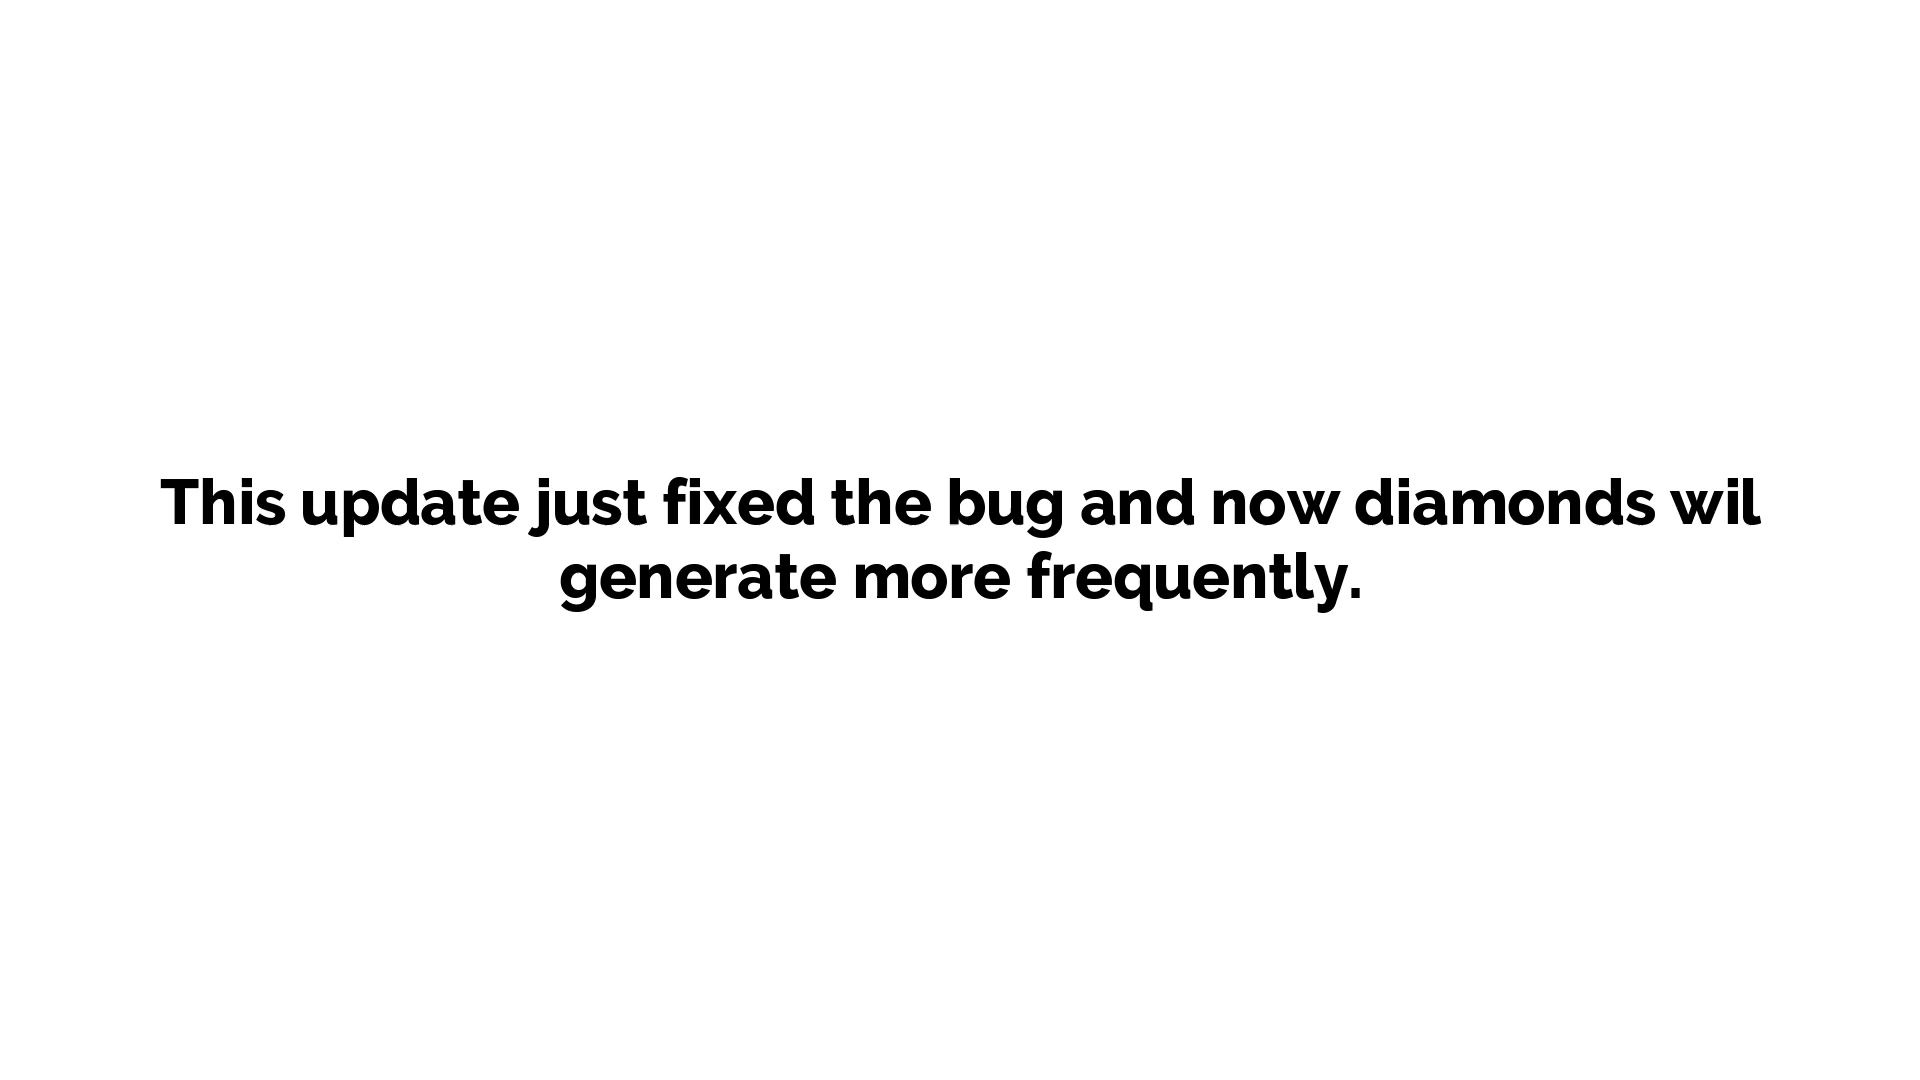 This update just fixed the bug and now diamonds wil
generate more frequently.